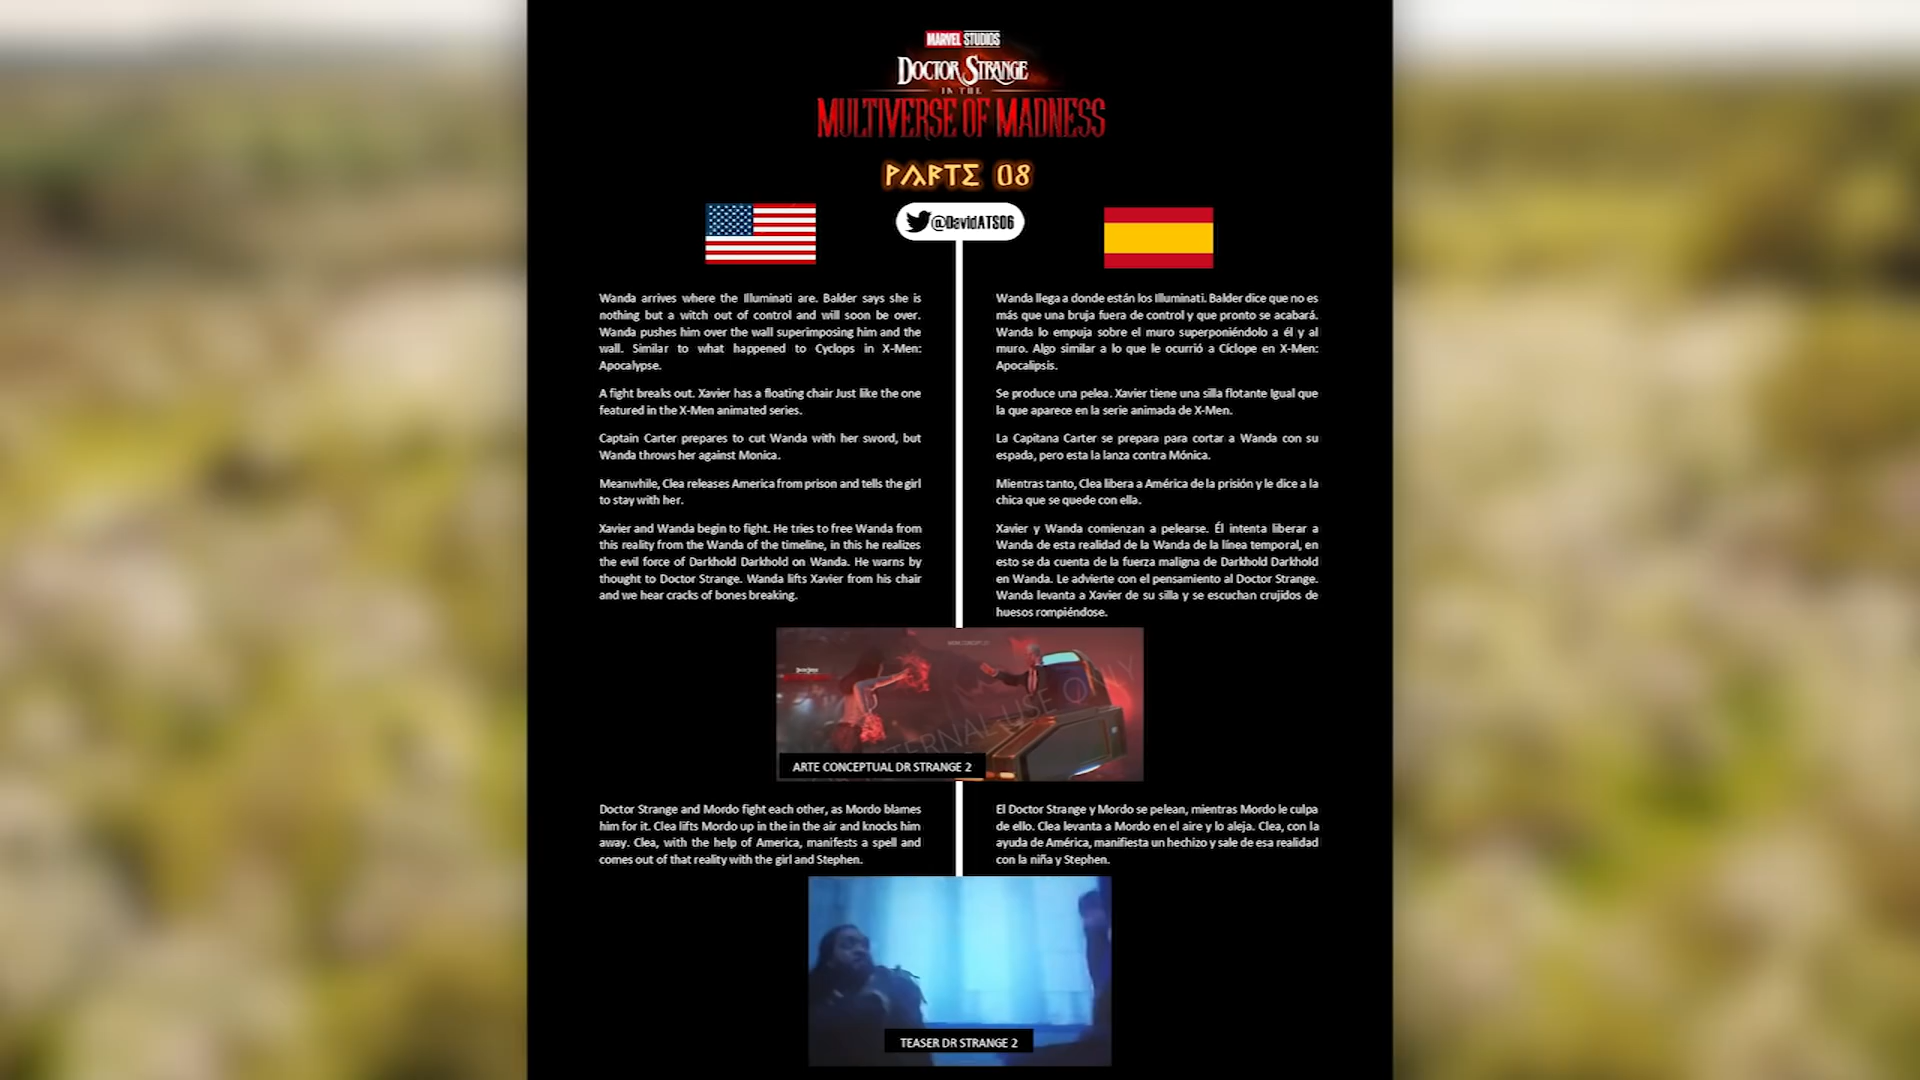 MARVEL STUDIOS
DOCTOR STRANGE
IN THE
MULTIVERSE OF MADNESS
PARTE 08
@DavidATS06
Wanda arrives where the Illuminati are. Balder says she is
nothing but a witch out of control and will soon be over.
Wanda pushes him over the wall superimposing him and the
wall. Similar to what happened to Cyclops in X-Men:
Apocalypse.
A fight breaks out. Xavier has a floating chair Just like the one
featured in the X-Men animated series.
Captain Carter prepares to cut Wanda with her sword, but
Wanda throws her against Monica.
Meanwhile, Clea releases America from prison and tells the girl
to stay with her.
Xavier and Wanda begin to fight. He tries to free Wanda from
this reality from the Wanda of the timeline, in this he realizes
the evil force of Darkhold Darkhold on Wanda. He warns by
thought to Doctor Strange. Wanda lifts Xavier from his chair
and we hear cracks of bones breaking.
Wanda llega a donde están los Illuminati. Balder dice que no es
más que una bruja fuera de control y que pronto se acabará.
Wanda lo empuja sobre el muro superponiéndolo a él y al
muro. Algo similar a lo que le ocurrió a Cíclope en X-Men:
Apocalipsis.
Se produce una pelea. Xavier tiene una silla flotante Igual que
la que aparece en la serie animada de X-Men.
La Capitana Carter se prepara para cortar a Wanda con su
espada, pero esta la lanza contra Mónica.
Mientras tanto, Clea libera a América de la prisión y le dice a la
chica que se quede con ella.
Xavier y Wanda comienzan a pelearse. Él intenta liberar a
Wanda de esta realidad de la Wanda de la línea temporal, en
esto se da cuenta de la fuerza maligna de Darkhold Darkhold
en Wanda. Le advierte con el pensamiento al Doctor Strange.
Wanda levanta a Xavier de su silla y se escuchan crujidos de
huesos rompiéndose.
USE ONLY
ARTE CONCEPTUAL DR STRANGE 2
Doctor Strange and Mordo fight each other, as Mordo blames
him for it. Clea lifts Mordo up in the in the air and knocks him
away. Clea, with the help of America, manifests a spell and
comes out of that reality with the girl and Stephen.
El Doctor Strange y Mordo se pelean, mientras Mordo le culpa
de ello. Clea levanta a Mordo en el aire y lo aleja. Clea, con la
ayuda de América, manifiesta un hechizo y sale de esa realidad
con la niña y Stephen.
TEASER DR STRANGE 2